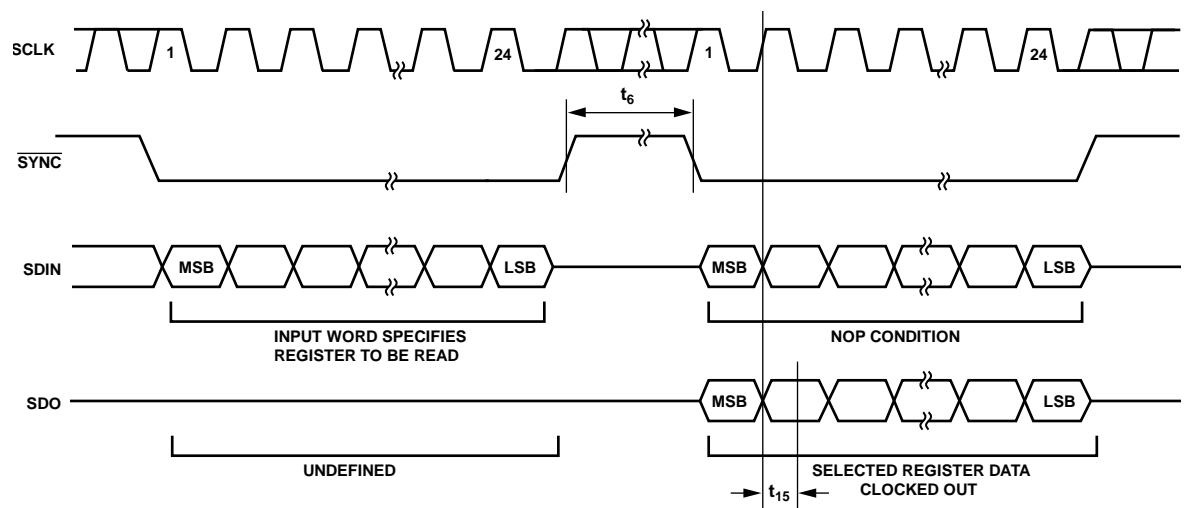 SCLK
1
24
1
24
t6
SYNC
SDIN
MSB
LSB
MSB
LSB
INPUT WORD SPECIFIES
REGISTER TO BE READ
NOP CONDITION
SDO
MSB
LSB
UNDEFINED
SELECTED REGISTER DATA
CLOCKED OUT
t15